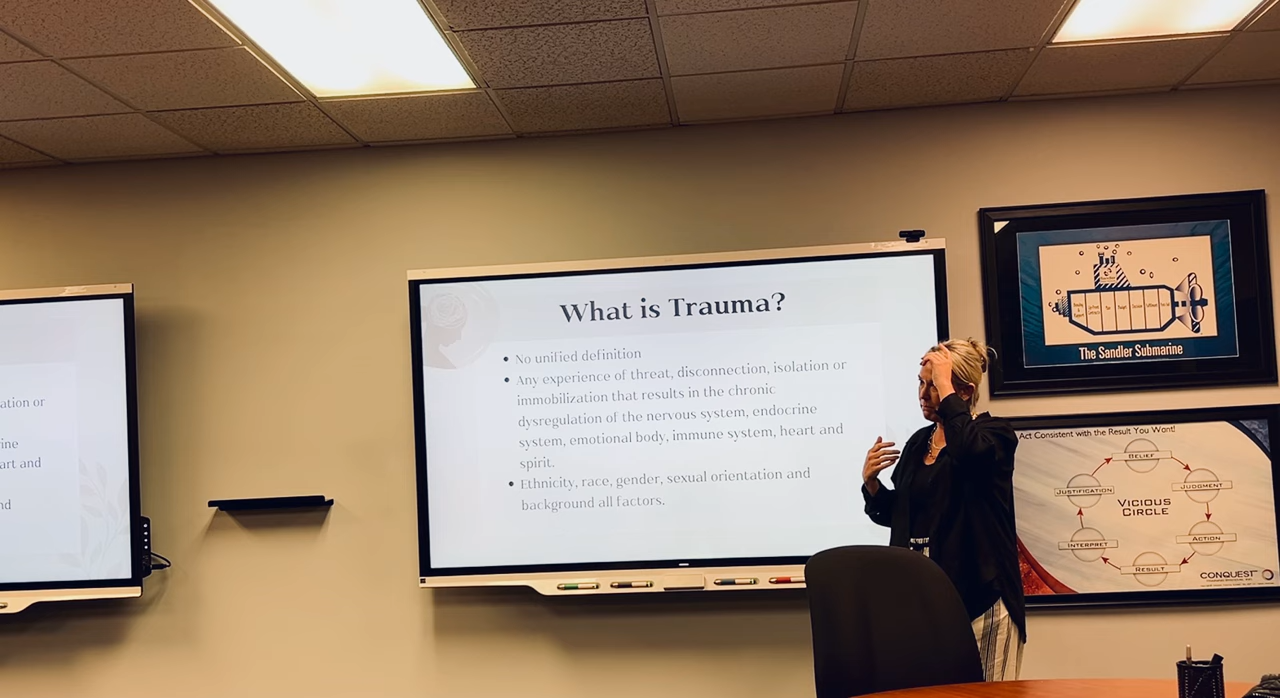 ation or
ine
art and
nd
What is Trauma?
• No unified definition
• Any experience of threat, disconnection, isolation or
immobilization that results in the chronic
dysregulation of the nervous system, endocrine
system, emotional body, immune system, heart and
spirit.
• Ethnicity, race, gender, sexual orientation and
background all factors.
The Sandler Submarine
Act Consistent with the Result You Want!
BELIEF
JUSTIFICATION
JUDGMENT
VICIOUS
CIRCLE
INTERPRET
ACTION
RESULT
CONQUEST